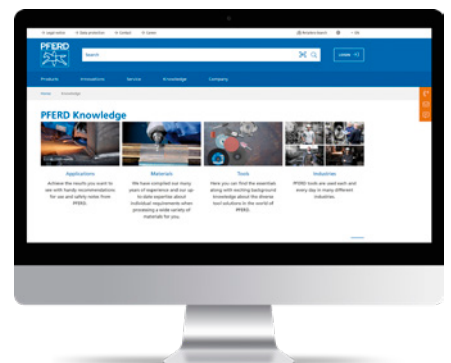 Legal notice Data protection Contact Career Retailers Search EN
PFERD
Search
LOGIN
Products Innovations Service Knowledge Company
Home Knowledge
PFERD Knowledge
Applications Materials Tools Industries
Achieve the results you want to
see with handy recommendations
for use and safety notes from
PFERD.
We have compiled our many
years of experience and our up-
to-date expertise about
individual requirements when
processing a wide variety of
materials for you.
Here you can find the essentials
along with exciting background
knowledge about the diverse
tool solutions in the world of
PFERD.
PFERD tools are used each and
every day in many different
industries.